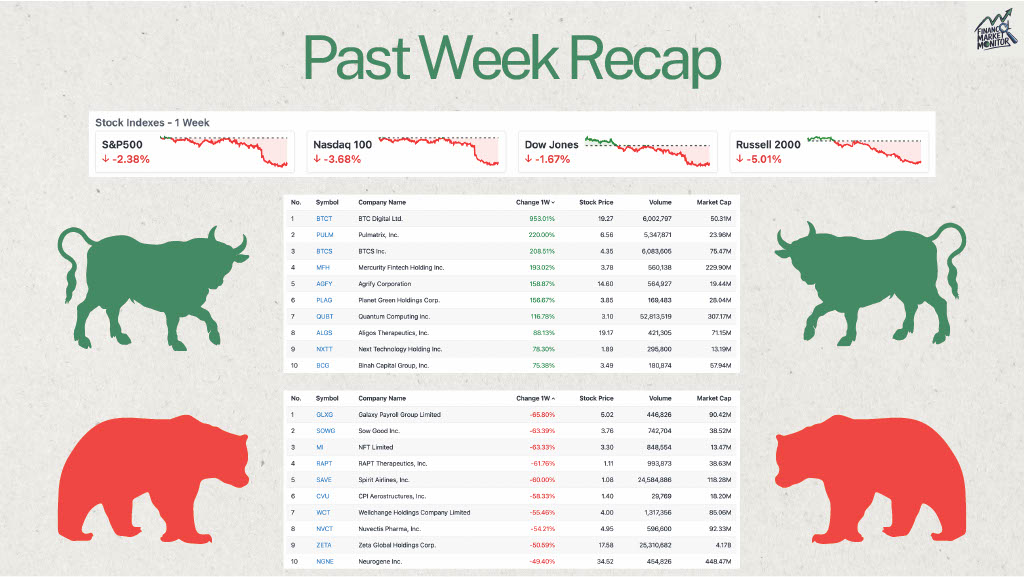 FINANCIAL
MARKET
MONITOR
Past Week Recap
Stock Indexes - 1 Week
S&P500
↓ -2.38%
Nasdaq 100
↓ -3.68%
Dow Jones
↓ -1.67%
Russell 2000
↓ -5.01%
No. Symbol Company Name Change 1W Stock Price Volume Market Cap
1 BTCT BTC Digital Ltd. 953.01% 19.27 6,002,797 50.31M
2 PULM Pulmatrix, Inc. 220.00% 6.56 5,347,871 23.96M
3 BTCS BTCS Inc. 208.51% 4.35 6,083,605 75.47M
4 MFH Mercurity Fintech Holding Inc. 193.02% 3.78 560,138 229.90M
5 AGFY Agrify Corporation 158.87% 14.60 564,927 19.44M
6 PLAG Planet Green Holdings Corp. 156.67% 3.85 169,483 28.04M
7 QUBT Quantum Computing Inc. 116.78% 3.10 52,813,519 307.17M
8 ALGS Aligos Therapeutics, Inc. 88.13% 19.17 421,305 71.15M
9 NXTT Next Technology Holding Inc. 78.30% 1.89 295,800 13.19M
10 BCG Binah Capital Group, Inc. 75.38% 3.49 180,874 57.94M
No. Symbol Company Name Change 1W Stock Price Volume Market Cap
1 GLXG Galaxy Payroll Group Limited -65.80% 5.02 446,826 90.42M
2 SOWG Sow Good Inc. -63.39% 3.76 742,704 38.52M
3 MI NFT Limited -63.33% 3.30 848,554 13.47M
4 RAPT RAPT Therapeutics, Inc. -61.76% 1.11 993,873 38.63M
5 SAVE Spirit Airlines, Inc. -60.00% 1.08 24,584,886 118.28M
6 CVU CPI Aerostructures, Inc. -58.33% 1.40 29,769 18.20M
7 WCT Wellchange Holdings Company Limited -55.46% 4.00 1,317,356 85.06M
8 NVCT Nuvectis Pharma, Inc. -54.21% 4.95 596,600 92.33M
9 ZETA Zeta Global Holdings Corp. -50.59% 17.58 25,310,682 4.17B
10 NGNE Neurogene Inc. -49.40% 34.52 454,826 448.47M